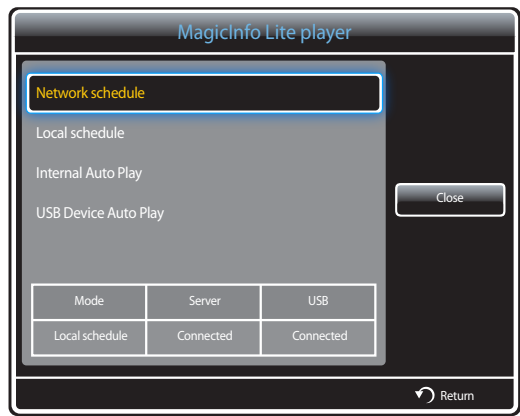 MagicInfo Lite player
Network schedule
Local schedule
Internal Auto Play
USB Device Auto Play
Close
Mode Server USB
Local schedule Connected Connected
Return